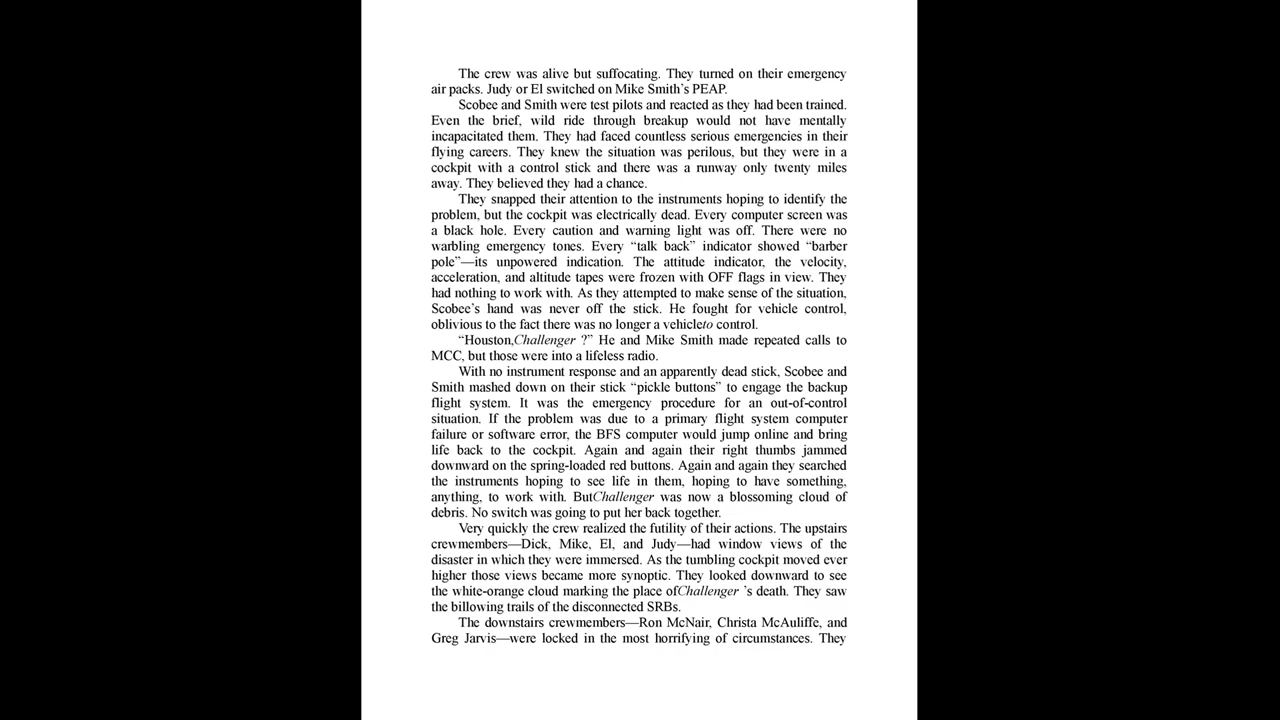 The crew was alive but suffocating. They turned on their emergency
air packs. Judy or El switched on Mike Smith’s PEAP.
Scobee and Smith were test pilots and reacted as they had been trained.
Even the brief, wild ride through breakup would not have mentally
incapacitated them. They had faced countless serious emergencies in their
flying careers. They knew the situation was perilous, but they were in a
cockpit with a control stick and there was a runway only twenty miles
away. They believed they had a chance.
They snapped their attention to the instruments hoping to identify the
problem, but the cockpit was electrically dead. Every computer screen was
a black hole. Every caution and warning light was off. There were no
warbling emergency tones. Every “talk back” indicator showed “barber
pole”—its unpowered indication. The attitude indicator, the velocity,
acceleration, and altitude tapes were frozen with OFF flags in view. They
had nothing to work with. As they attempted to make sense of the situation,
Scobee’s hand was never off the stick. He fought for vehicle control,
oblivious to the fact there was no longer a vehicleto control.
“Houston,Challenger ?” He and Mike Smith made repeated calls to
MCC, but those were into a lifeless radio.
With no instrument response and an apparently dead stick, Scobee and
Smith mashed down on their stick “pickle buttons” to engage the backup
flight system. It was the emergency procedure for an out-of-control
situation. If the problem was due to a primary flight system computer
failure or software error, the BFS computer would jump online and bring
life back to the cockpit. Again and again their right thumbs jammed
downward on the spring-loaded red buttons. Again and again they searched
the instruments hoping to see life in them, hoping to have something,
anything, to work with. ButChallenger was now a blossoming cloud of
debris. No switch was going to put her back together.
Very quickly the crew realized the futility of their actions. The upstairs
crewmembers—Dick, Mike, El, and Judy—had window views of the
disaster in which they were immersed. As the tumbling cockpit moved ever
higher those views became more synoptic. They looked downward to see
the white-orange cloud marking the place ofChallenger ’s death. They saw
the billowing trails of the disconnected SRBs.
The downstairs crewmembers—Ron McNair, Christa McAuliffe, and
Greg Jarvis—were locked in the most horrifying of circumstances. They